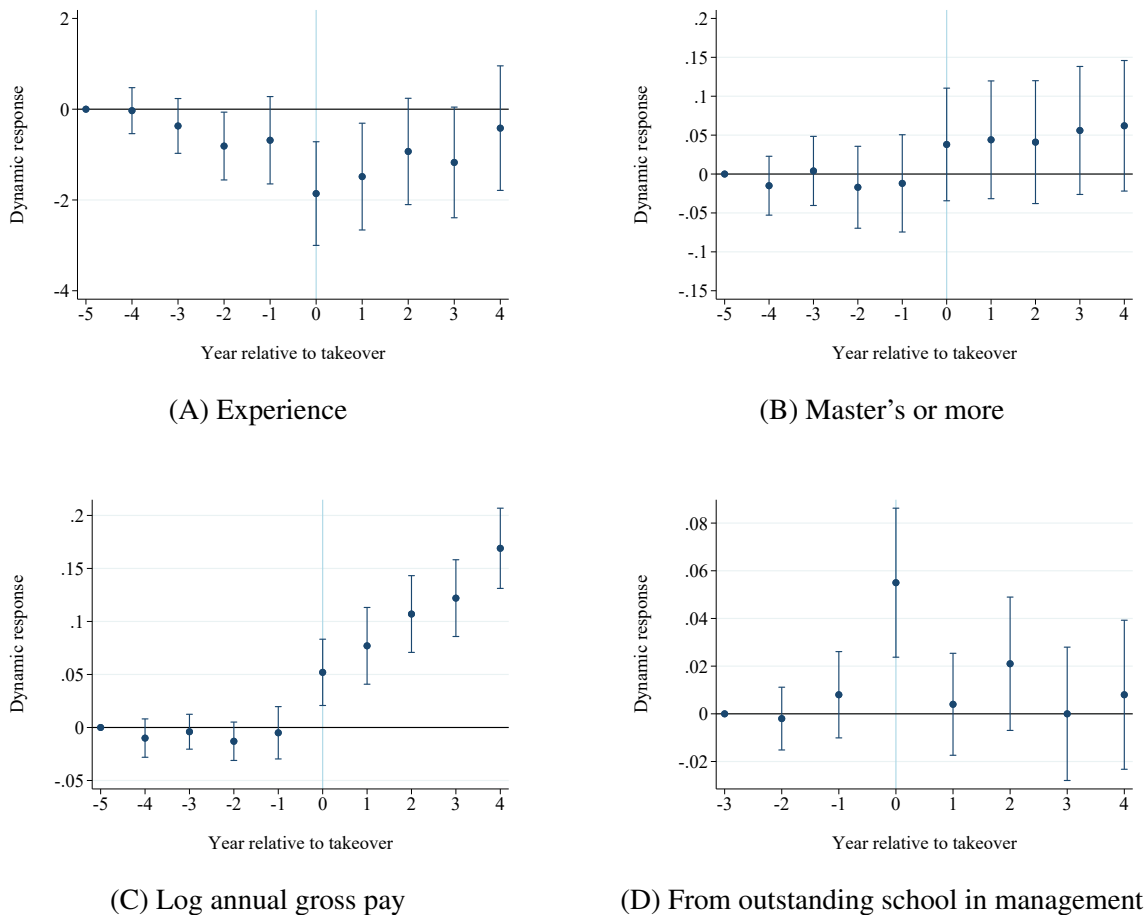 2
0
-2
-4
Dynamic response
-5 -4 -3 -2 -1 0 1 2 3 4
Year relative to takeover
(A) Experience
.2
.15
.1
.05
0
-.05
-.1
-.15
Dynamic response
-5 -4 -3 -2 -1 0 1 2 3 4
Year relative to takeover
(B) Master's or more
.2
.15
.1
.05
0
-.05
Dynamic response
-5 -4 -3 -2 -1 0 1 2 3 4
Year relative to takeover
(C) Log annual gross pay
.08
.06
.04
.02
0
-.02
Dynamic response
-3 -2 -1 0 1 2 3 4
Year relative to takeover
(D) From outstanding school in management